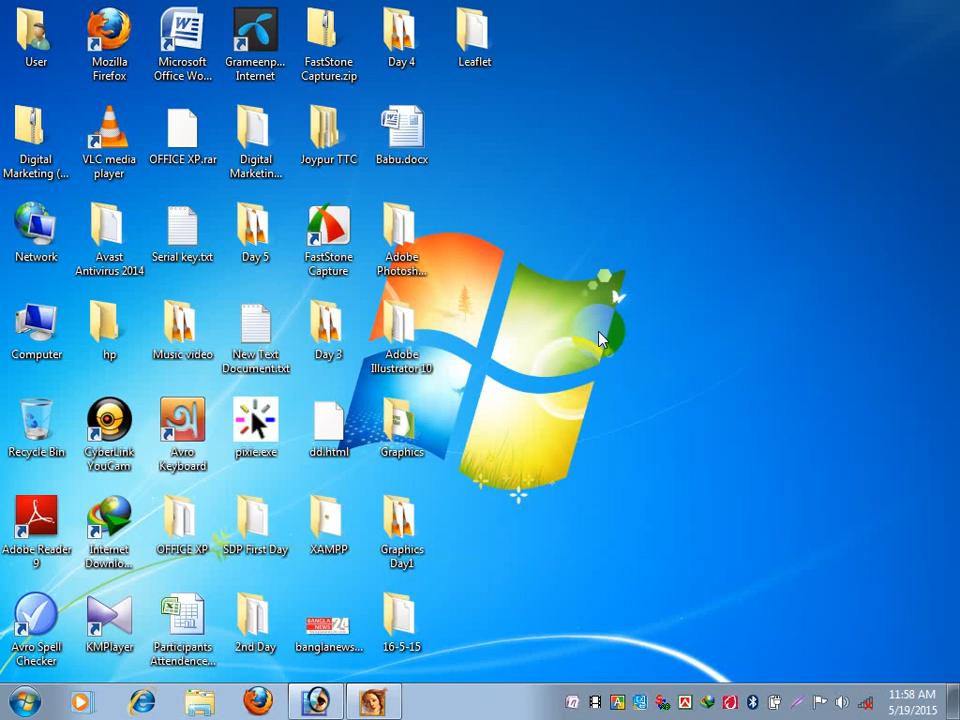 User
Mozilla
Firefox
Microsoft
Office Wo...
Grameenp...
Internet
FastStone
Capture.zip
Day 4
Leaflet
Digital
Marketing (...
VLC media
player
OFFICE XP.rar
Digital
Marketin...
Joypur TTC
Babu.docx
Network
Avast
Antivirus 2014
Serial key.txt
Day 5
FastStone
Capture
Adobe
Photosh...
Computer
hp
Music video
New Text
Document.txt
Day 3
Adobe
Illustrator 10
Recycle Bin
CyberLink
YouCam
Avro
Keyboard
pixie.exe
dd.html
Graphics
Adobe Reader
9
Internet
Downlo...
OFFICE XP
SDP First Day
XAMPP
Graphics
Day1
Avro Spell
Checker
KMPlayer
Participants
Attendence...
2nd Day
BANGLA
NEWS 24
banglanews...
16-5-15
11:58 AM
5/19/2015